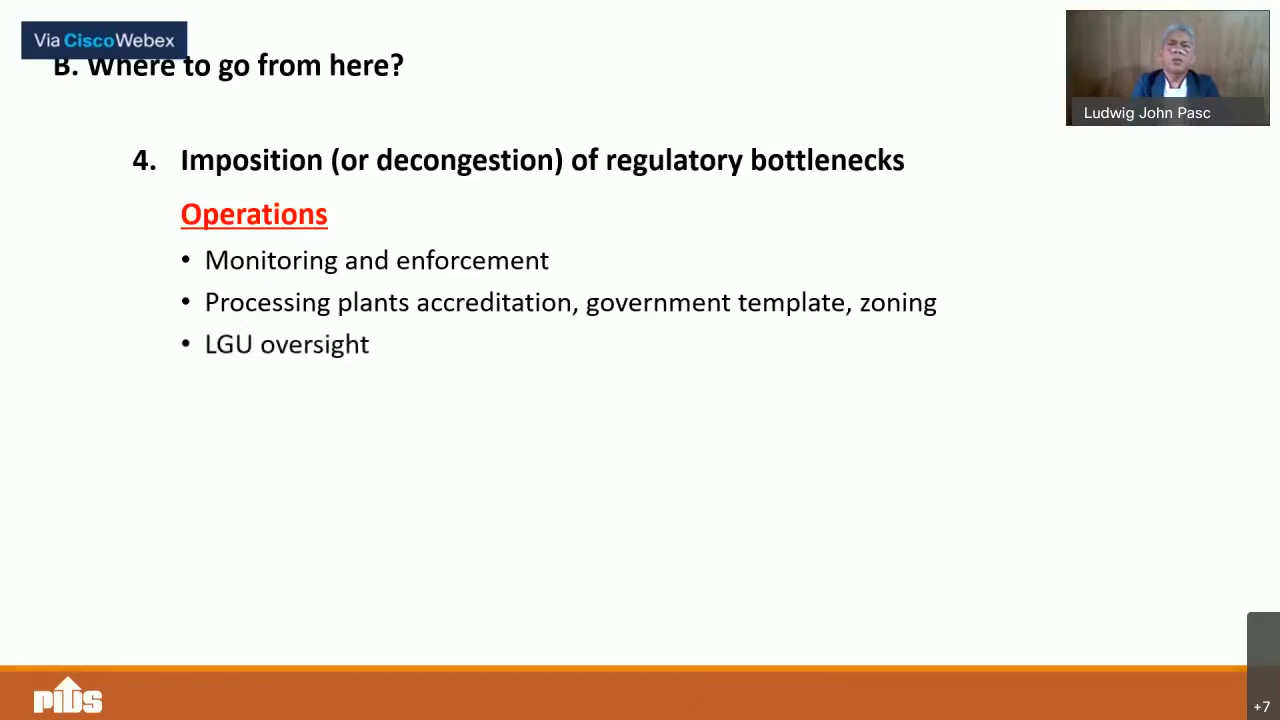 Via CiscoWebex
B. Where to go from here?
Ludwig John Pasc
4. Imposition (or decongestion) of regulatory bottlenecks
Operations
• Monitoring and enforcement
• Processing plants accreditation, government template, zoning
• LGU oversight
PIDS
+7